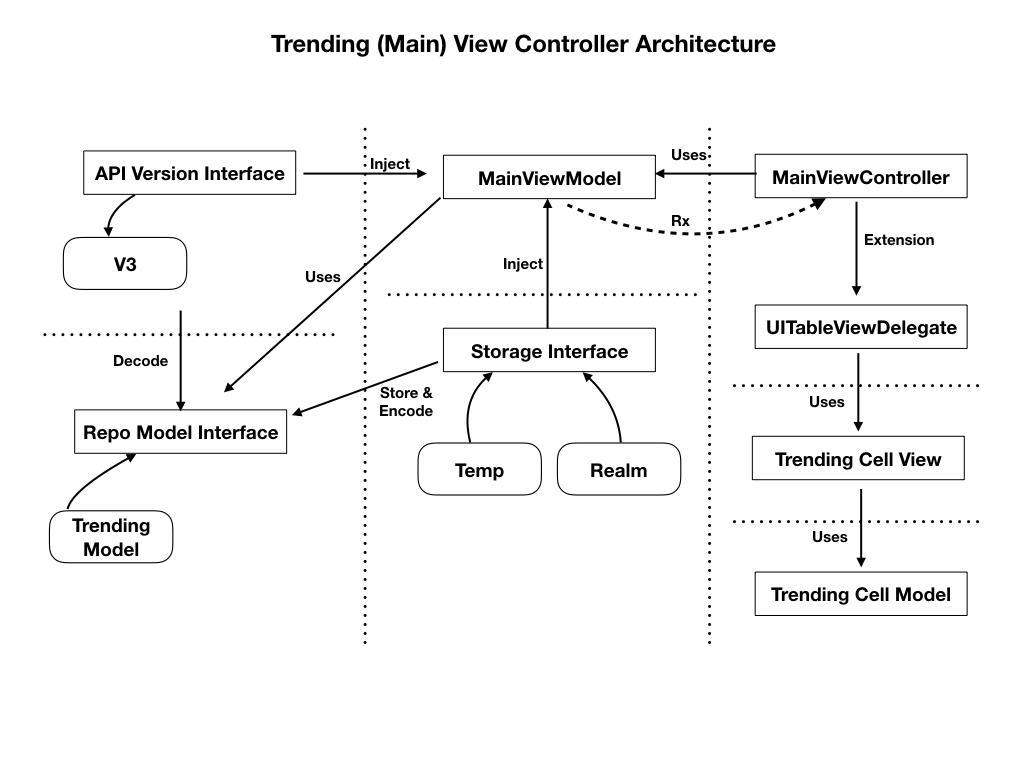 Trending (Main) View Controller Architecture
API Version Interface
Inject
MainViewModel
Uses
MainViewController
V3
Uses
Inject
Rx
Extension
Decode
Storage Interface
UITableViewDelegate
Store &
Encode
Uses
Repo Model Interface
Temp
Realm
Trending Cell View
Trending
Model
Uses
Trending Cell Model